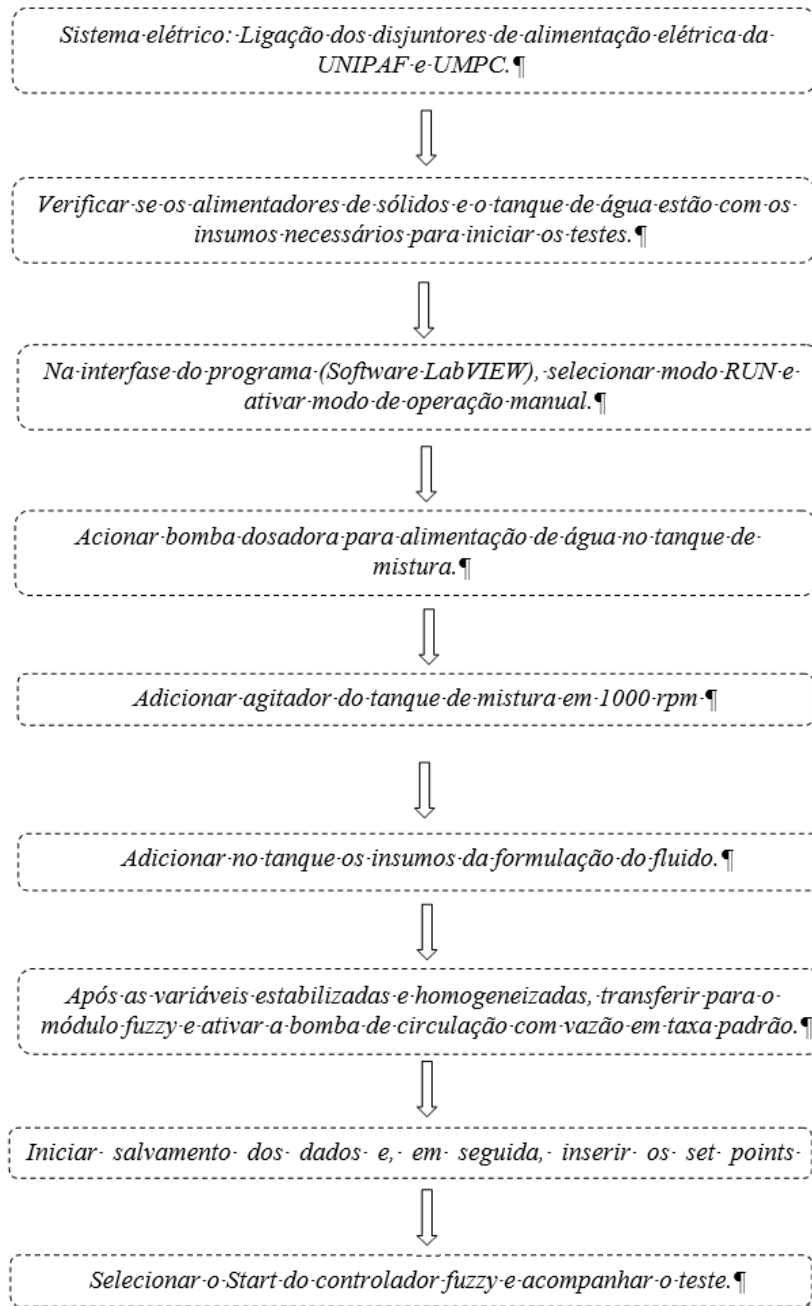 Sistema·elétrico:·Ligação·dos·disjuntores·de·alimentação·elétrica·da·
UNIPAF·e·UMPC.¶
Verificar·se·os·alimentadores·de·sólidos·e·o·tanque·de·água·estão·com·os·
insumos·necessários·para·iniciar·os·testes.¶
Na·interfase·do·programa·(Software·LabVIEW),·selecionar·modo·RUN·e·
ativar·modo·de·operação·manual.¶
Acionar·bomba·dosadora·para·alimentação·de·água·no·tanque·de·
mistura.¶
Adicionar·agitador·do·tanque·de·mistura·em·1000·rpm·¶
Adicionar·no·tanque·os·insumos·da·formulação·do·fluido.¶
Após·as·variáveis·estabilizadas·e·homogeneizadas,·transferir·para·o·
módulo·fuzzy·e·ativar·a·bomba·de·circulação·com·vazão·em·taxa·padrão.¶
Iniciar· salvamento· dos· dados· e,· em· seguida,· inserir· os· set· points·
Selecionar·o·Start·do·controlador·fuzzy·e·acompanhar·o·teste.¶